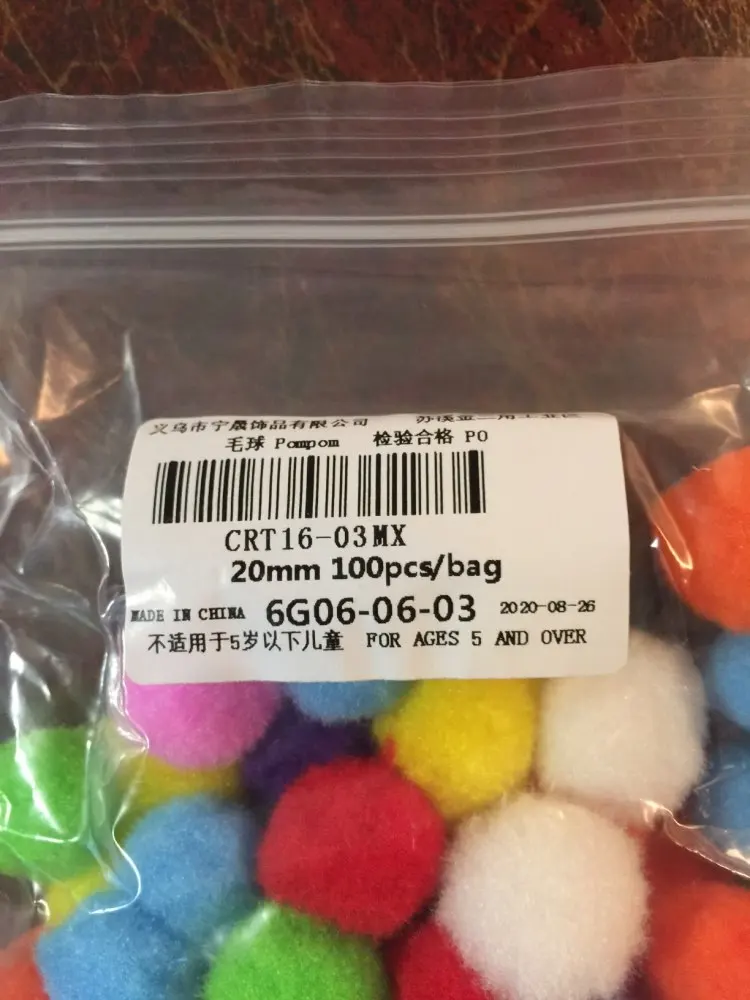 义乌市宁晟饰品有限公司
毛球 Pompom 检验合格 PO
CRT16-03MX
20mm 100pcs/bag
MADE IN CHINA 6G06-06-03 2020-08-26
不适用于5岁以下儿童 FOR AGES 5 AND OVER